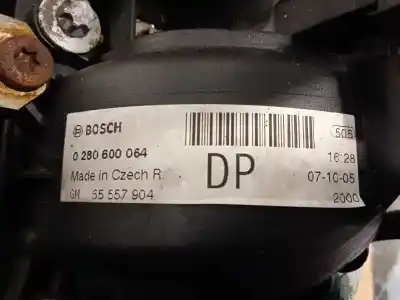 BOSCH
0 280 600 064
Made in Czech R.
GM 55 557 904
DP
506
16:28
07-10-05
2000